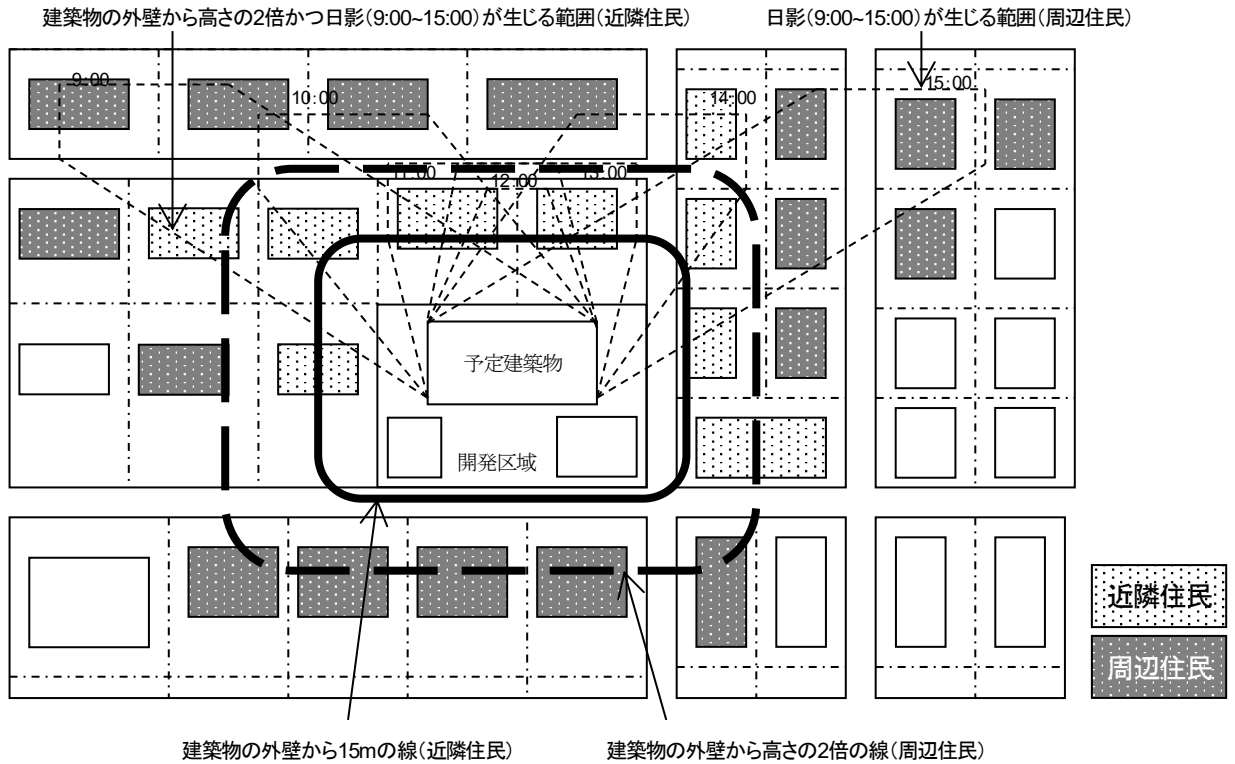 建築物の外壁から高さの2倍かつ日影(9:00~15:00)が生じる範囲(近隣住民)
日影(9:00~15:00)が生じる範囲(周辺住民)
9:00
10:00
14:00
15:00
11:00
12:00
13:00
予定建築物
開発区域
近隣住民
周辺住民
建築物の外壁から15mの線(近隣住民)
建築物の外壁から高さの2倍の線(周辺住民)